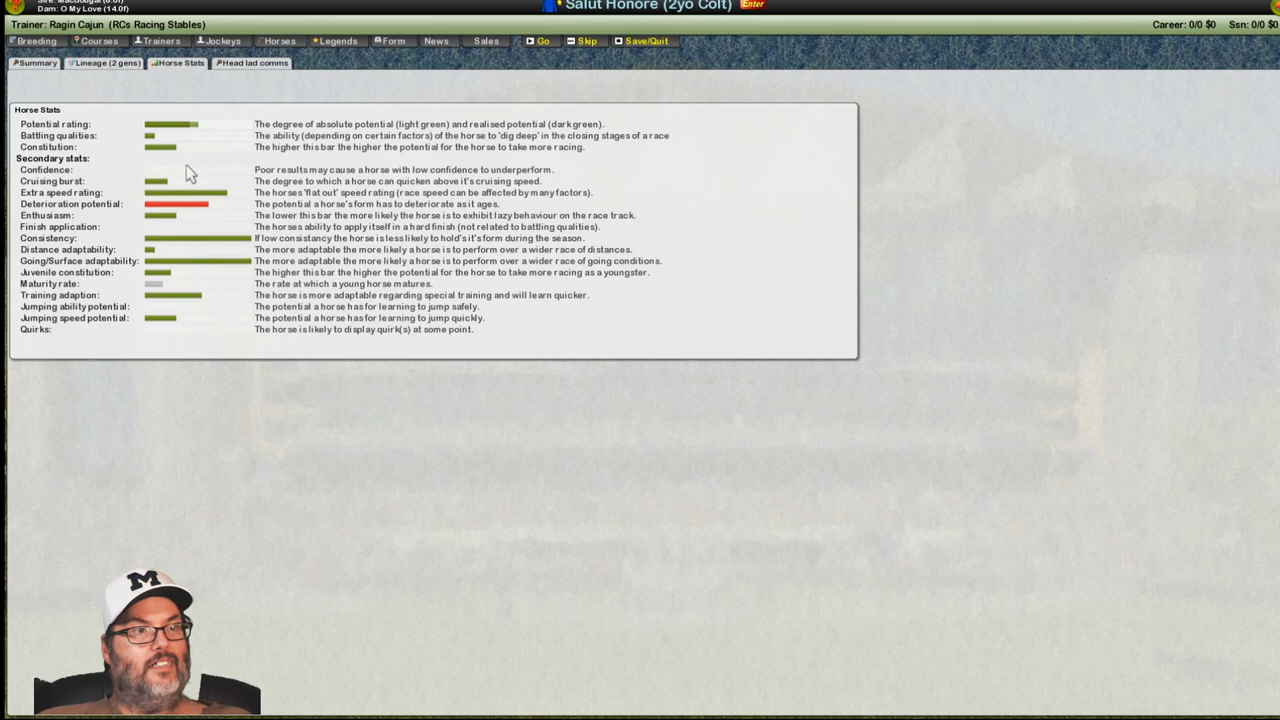 Dam: O My Love (14.0f)
Salut Honore (2yo Colt) Enter
Trainer: Ragin Cajun (RCs Racing Stables)
Career: 0/0 $0 Ssn: 0/0 $0
Breeding Courses Trainers Jockeys Horses Legends Form News Sales Go Skip Save/Quit
Summary Lineage (2 gens) Horse Stats Head lad comms
Horse Stats
Potential rating: The degree of absolute potential (light green) and realised potential (dark green).
Battling qualities: The ability (depending on certain factors) of the horse to 'dig deep' in the closing stages of a race
Constitution: The higher this bar the higher the potential for the horse to take more racing.
Secondary stats:
Confidence: Poor results may cause a horse with low confidence to underperform.
Cruising burst: The degree to which a horse can quicken above it's cruising speed.
Extra speed rating: The horses 'flat out' speed rating (race speed can be affected by many factors).
Deterioration potential: The potential a horse's form has to deteriorate as it ages.
Enthusiasm: The lower this bar the more likely the horse is to exhibit lazy behaviour on the race track.
Finish application: The horses ability to apply itself in a hard finish (not related to battling qualities).
Consistency: If low consistancy the horse is less likely to hold's it's form during the season.
Distance adaptability: The more adaptable the more likely a horse is to perform over a wider race of distances.
Going/Surface adaptability: The more adaptable the more likely a horse is to perform over a wider race of going conditions.
Juvenile constitution: The higher this bar the higher the potential for the horse to take more racing as a youngster.
Maturity rate: The rate at which a young horse matures.
Training adaption: The horse is more adaptable regarding special training and will learn quicker.
Jumping ability potential: The potential a horse has for learning to jump safely.
Jumping speed potential: The potential a horse has for learning to jump quickly.
Quirks: The horse is likely to display quirk(s) at some point.
M